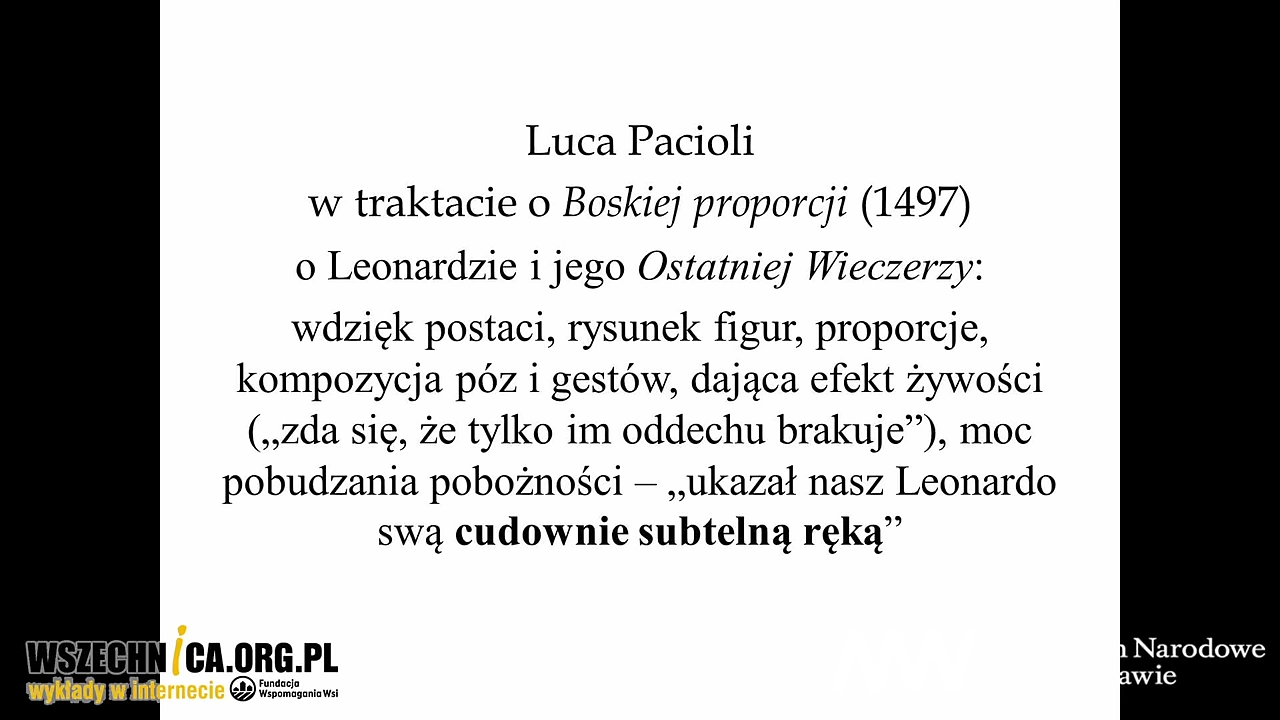 Luca Pacioli
w traktacie o Boskiej proporcji (1497)
o Leonardzie i jego Ostatniej Wieczerzy:
wdzięk postaci, rysunek figur, proporcje,
kompozycja póz i gestów, dająca efekt żywości
(„zda się, że tylko im oddechu brakuje”), moc
pobudzania pobożności – „ukazał nasz Leonardo
swą cudownie subtelną ręką”
WSZECHNICA.ORG.PL
wykłady w internecie
Fundacja
Wspomagania Wsi
Narodowe
awie